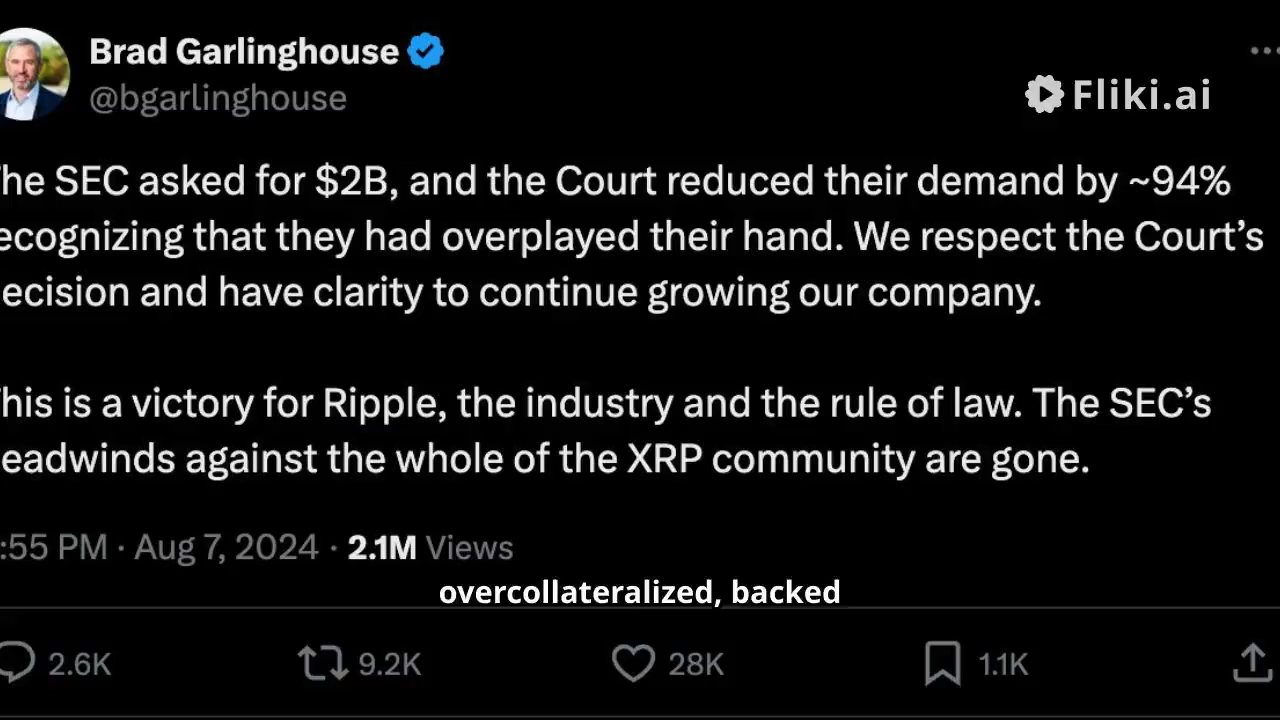 Brad Garlinghouse
@bgarlinghouse
Fliki.ai
he SEC asked for $2B, and the Court reduced their demand by ~94%
ecognizing that they had overplayed their hand. We respect the Court’s
ecision and have clarity to continue growing our company.
his is a victory for Ripple, the industry and the rule of law. The SEC’s
eadwinds against the whole of the XRP community are gone.
:55 PM · Aug 7, 2024 · 2.1M Views
overcollateralized, backed
2.6K 9.2K 28K 1.1K